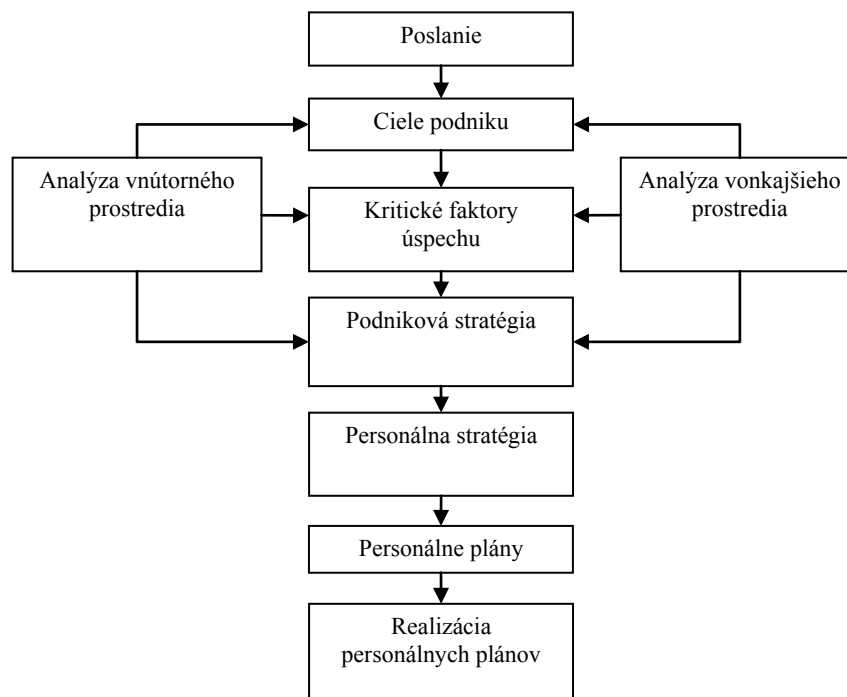 Poslanie
Ciele podniku
Analýza vnútorného
prostredia
Kritické faktory
úspechu
Analýza vonkajšieho
prostredia
Podniková stratégia
Personálna stratégia
Personálne plány
Realizácia
personálnych plánov